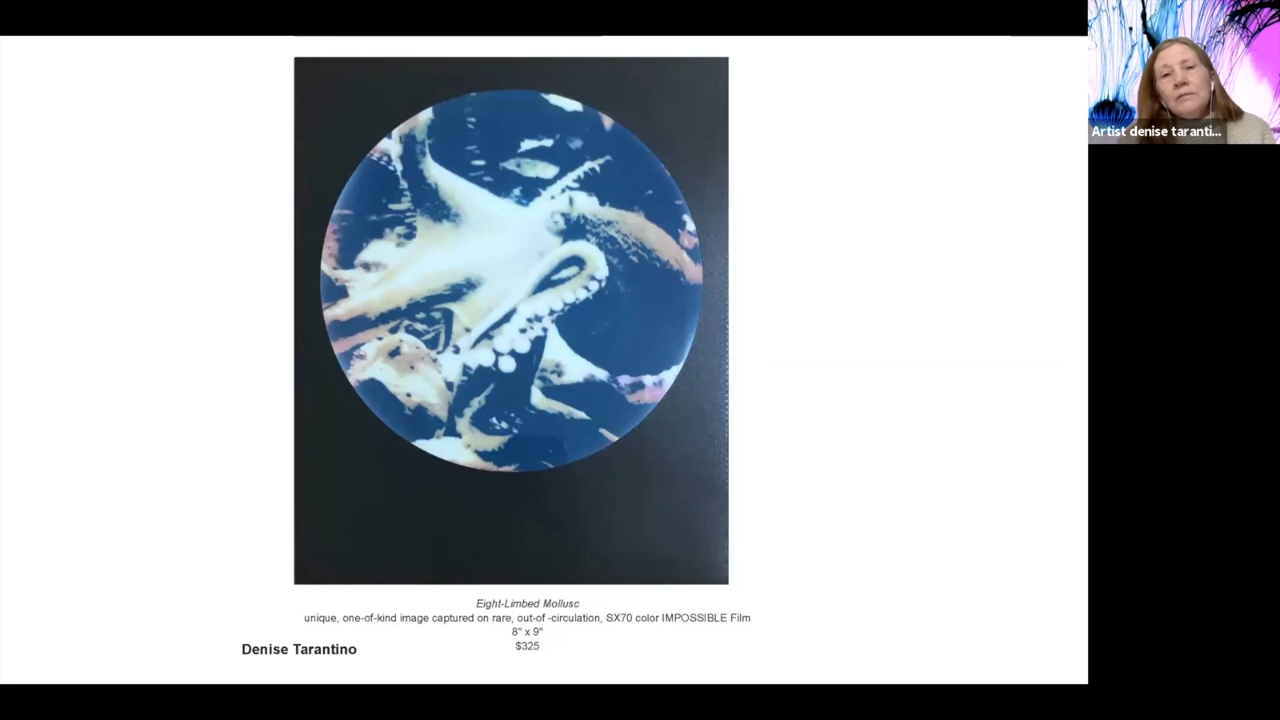 Artist denise taranti...
Eight-Limbed Mollusc
unique, one-of-kind image captured on rare, out-of -circulation, SX70 color IMPOSSIBLE Film
8" x 9"
$325
Denise Tarantino